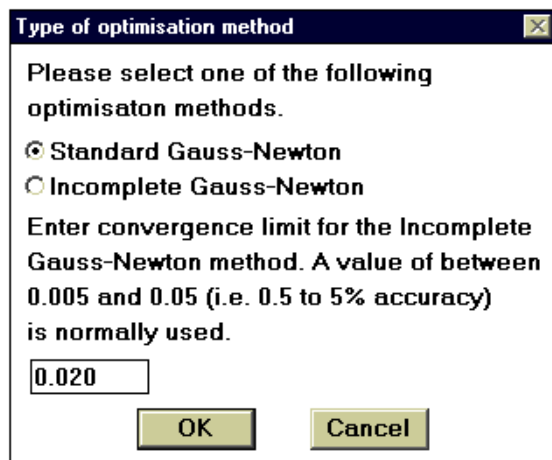 Type of optimisation method
Please select one of the following
optimisaton methods.
Standard Gauss-Newton
Incomplete Gauss-Newton
Enter convergence limit for the Incomplete
Gauss-Newton method. A value of between
0.005 and 0.05 (i.e. 0.5 to 5% accuracy)
is normally used.
0.020
OK Cancel